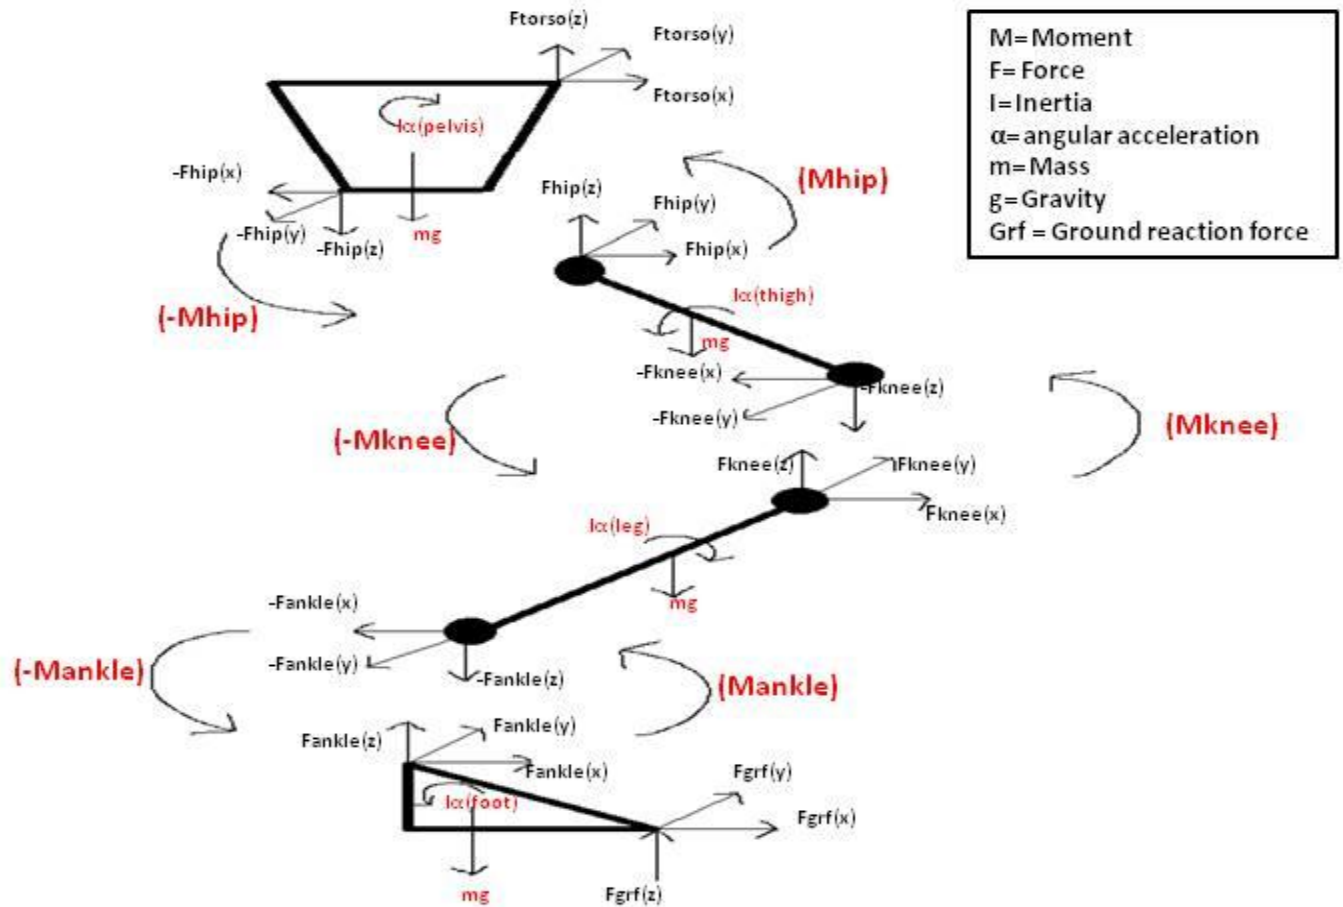 Ftorso(z)
Ftorso(y)
Ftorso(x)
Iα(pelvis)
-Fhip(x)
-Fhip(y)
-Fhip(z)
mg
(-Mhip)
M=Moment
F=Force
I=Inertia
α=angular acceleration
m=Mass
g=Gravity
Grf = Ground reaction force
(Mhip)
Fhip(z)
Fhip(y)
Fhip(x)
Iα(thigh)
mg
-Fknee(x)
-Fknee(z)
-Fknee(y)
(-Mknee)
(Mknee)
Fknee(z)
Fknee(y)
Fknee(x)
Iα(leg)
mg
-Fankle(x)
-Fankle(y)
-Fankle(z)
(-Mankle)
(Mankle)
Fankle(z)
Fankle(y)
Fankle(x)
Iα(foot)
mg
Fgrf(y)
Fgrf(x)
Fgrf(z)